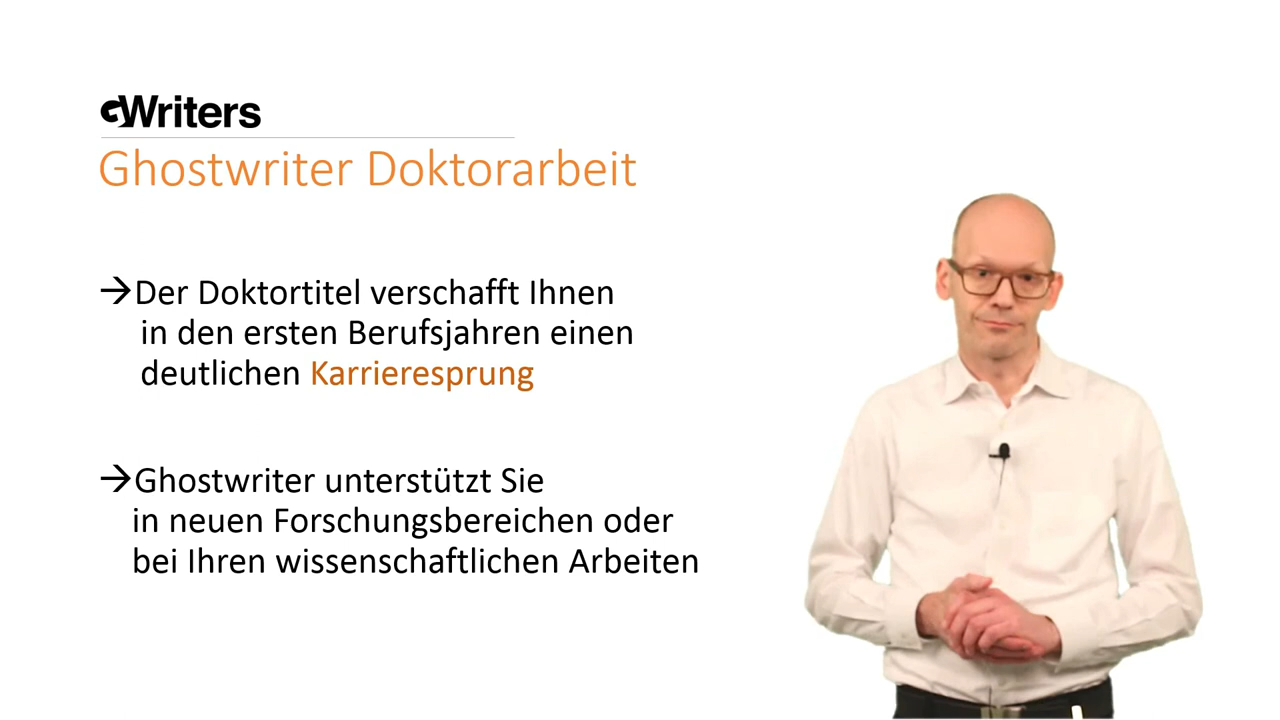 GWriters
Ghostwriter Doktorarbeit
→Der Doktortitel verschafft Ihnen
in den ersten Berufsjahren einen
deutlichen Karrieresprung
→Ghostwriter unterstützt Sie
in neuen Forschungsbereichen oder
bei Ihren wissenschaftlichen Arbeiten